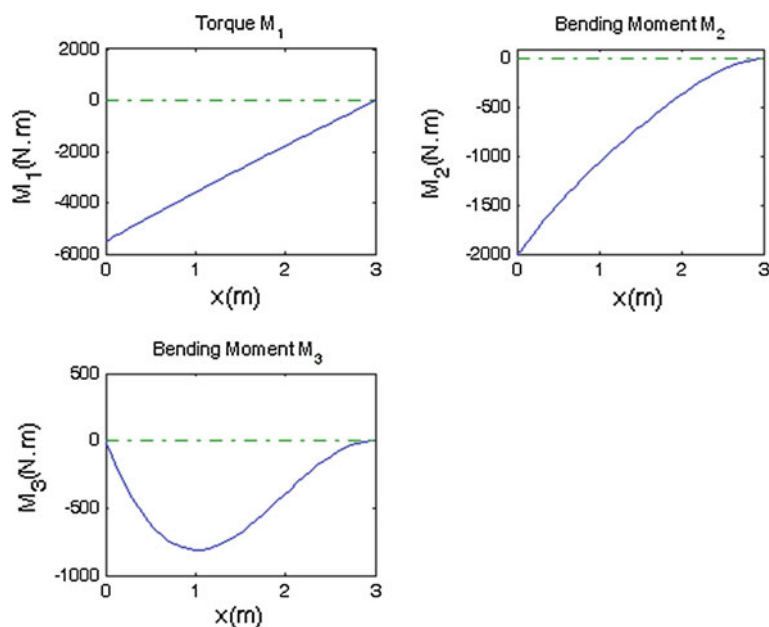 Torque M1
2000
0
-2000
-4000
-6000
M1(N.m)
0 1 2 3
x(m)
Bending Moment M2
0
-500
-1000
-1500
-2000
M2(N.m)
0 1 2 3
x(m)
Bending Moment M3
500
0
-500
-1000
M3(N.m)
0 1 2 3
x(m)